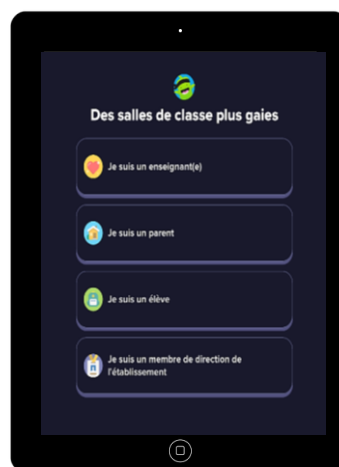 Des salles de classe plus gaies
Je suis un enseignant(e)
Je suis un parent
Je suis un élève
Je suis un membre de direction de
l'établissement